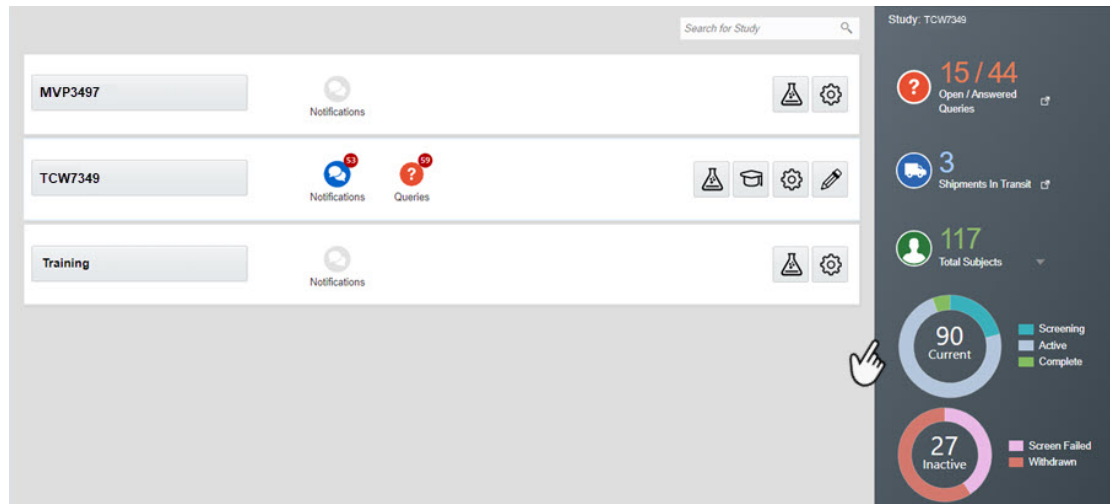 Search for Study
Study: TCW7349
MVP3497
Notifications
15 / 44
Open / Answered
Queries
TCW7349
53
Notifications
59
Queries
3
Shipments In Transit
Training
Notifications
117
Total Subjects
90
Current
Screening
Active
Complete
27
Inactive
Screen Failed
Withdrawn